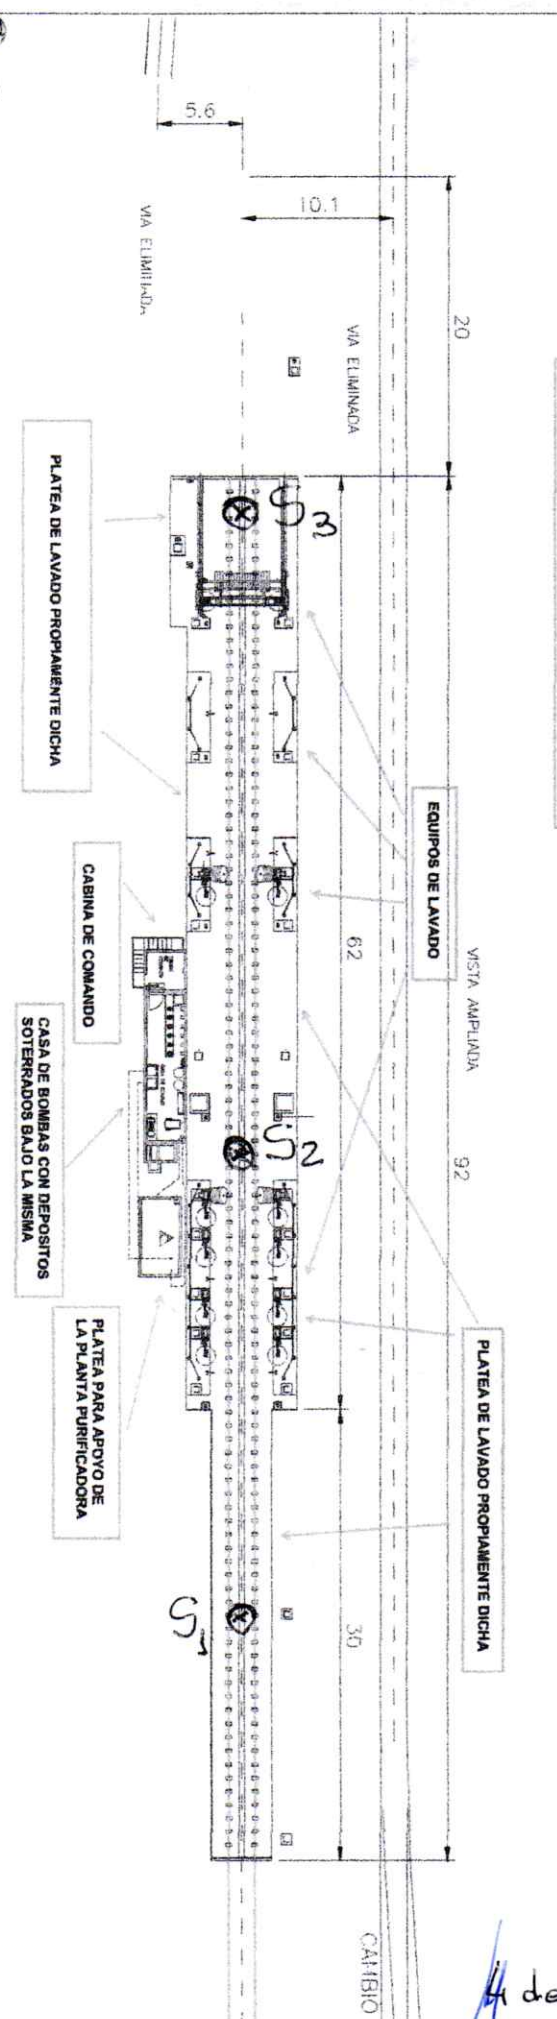 5.6
10.1
20
VIA ELIMINADA
VIA ELIMINADA
PLATEA DE LAVADO PROPIAMENTE DICHA
S3
EQUIPOS DE LAVADO
VISTA AMPLIADA
62
92
CABINA DE COMANDO
CASA DE BOMBAS CON DEPOSITOS
SOTERRADOS BAJO LA MISMA
S2
PLATEA PARA APOYO DE
LA PLANTA PURIFICADORA
PLATEA DE LAVADO PROPIAMENTE DICHA
30
S1
CAMBIO
4 de